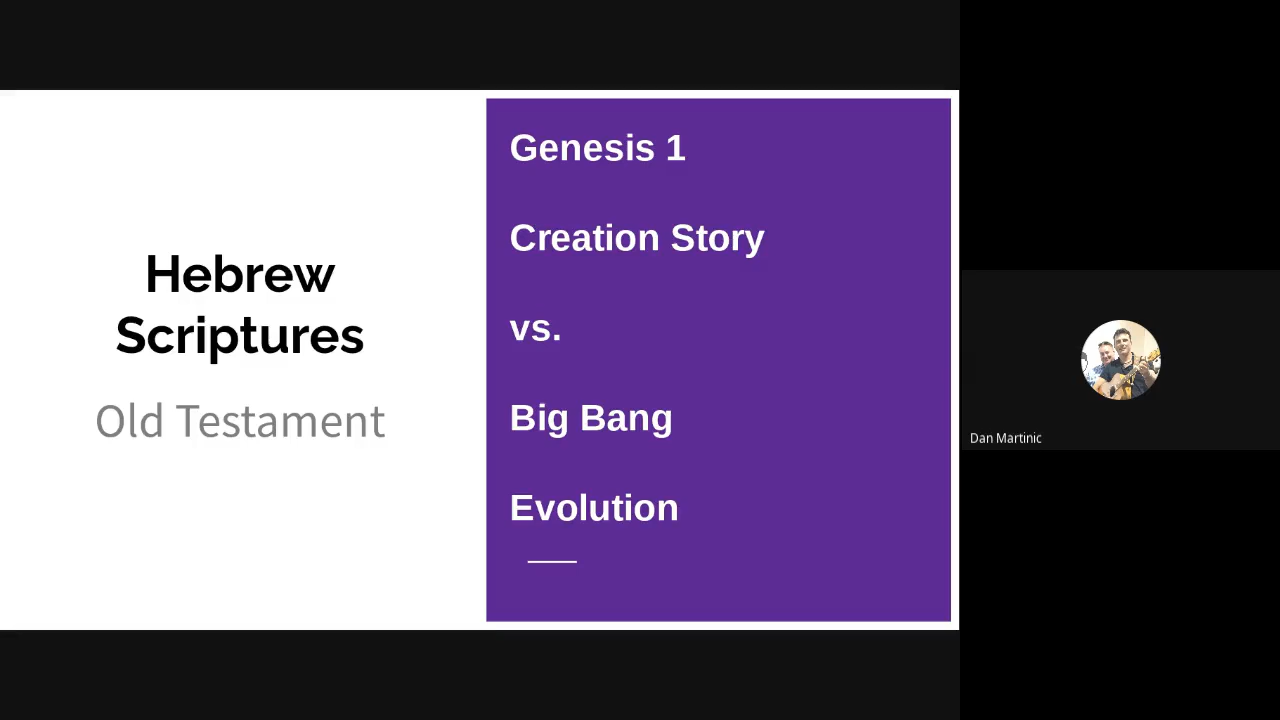 Hebrew
Scriptures
Old Testament
Genesis 1
Creation Story
vs.
Big Bang
Evolution
Dan Martinic